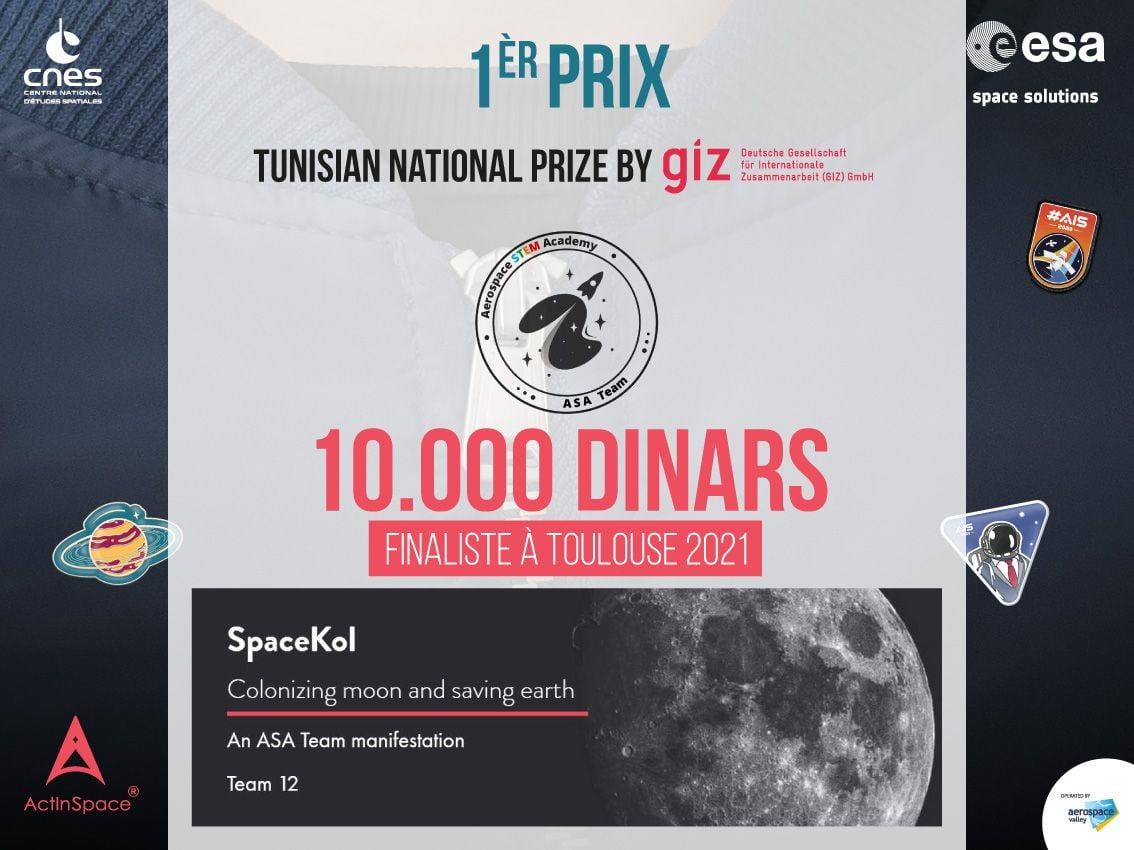 cnes
CENTRE NATIONAL
D'ÉTUDES SPATIALES
1ÈR PRIX
esa
space solutions
TUNISIAN NATIONAL PRIZE BY giz
Deutsche Gesellschaft
für Internationale
Zusammenarbeit (GIZ) GmbH
#AIS
Aerospace STEM Academy
ASA Team
10.000 DINARS
FINALISTE À TOULOUSE 2021
AIS
SpaceKol
Colonizing moon and saving earth
An ASA Team manifestation
Team 12
ActInSpace®
OPERATED BY
aerospace
valley